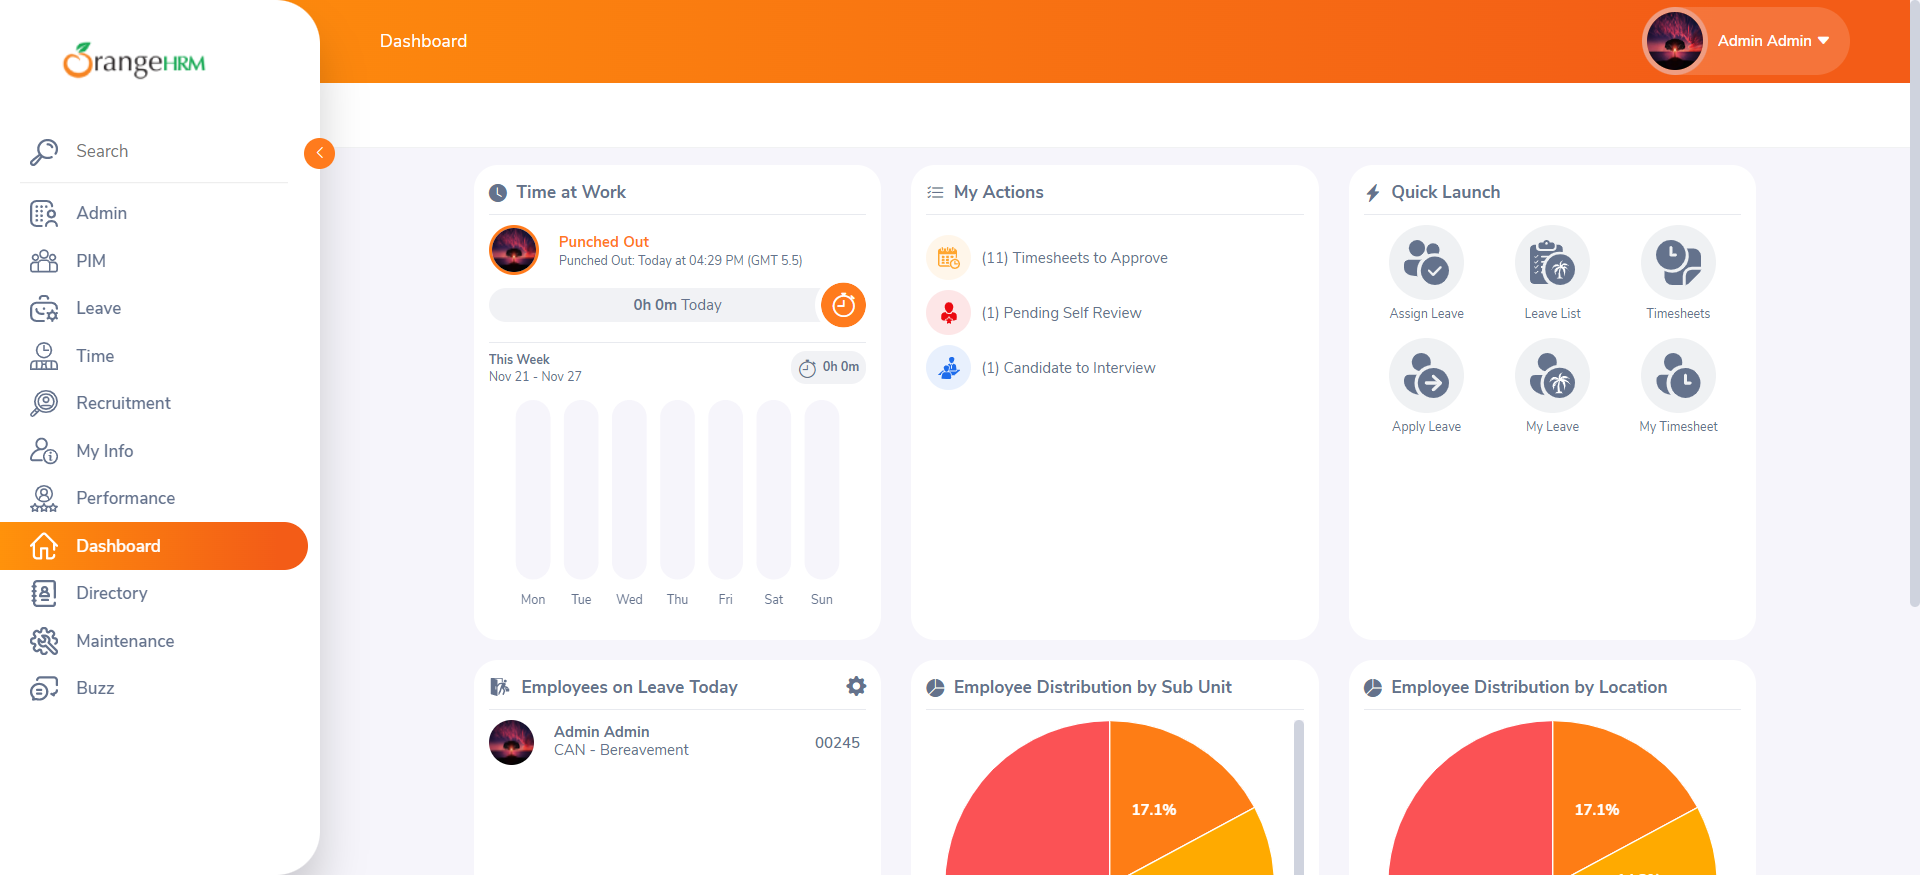 OrangeHRM
Search
Admin
PIM
Leave
Time
Recruitment
My Info
Performance
Dashboard
Directory
Maintenance
Buzz
Dashboard
Admin Admin
Time at Work
Punched Out
Punched Out: Today at 04:29 PM (GMT 5.5)
0h 0m Today
This Week
Nov 21 - Nov 27
0h 0m
Mon Tue Wed Thu Fri Sat Sun
My Actions
(11) Timesheets to Approve
(1) Pending Self Review
(1) Candidate to Interview
Quick Launch
Assign Leave Leave List Timesheets
Apply Leave My Leave My Timesheet
Employees on Leave Today
Admin Admin
CAN - Bereavement
00245
Employee Distribution by Sub Unit
17.1%
Employee Distribution by Location
17.1%